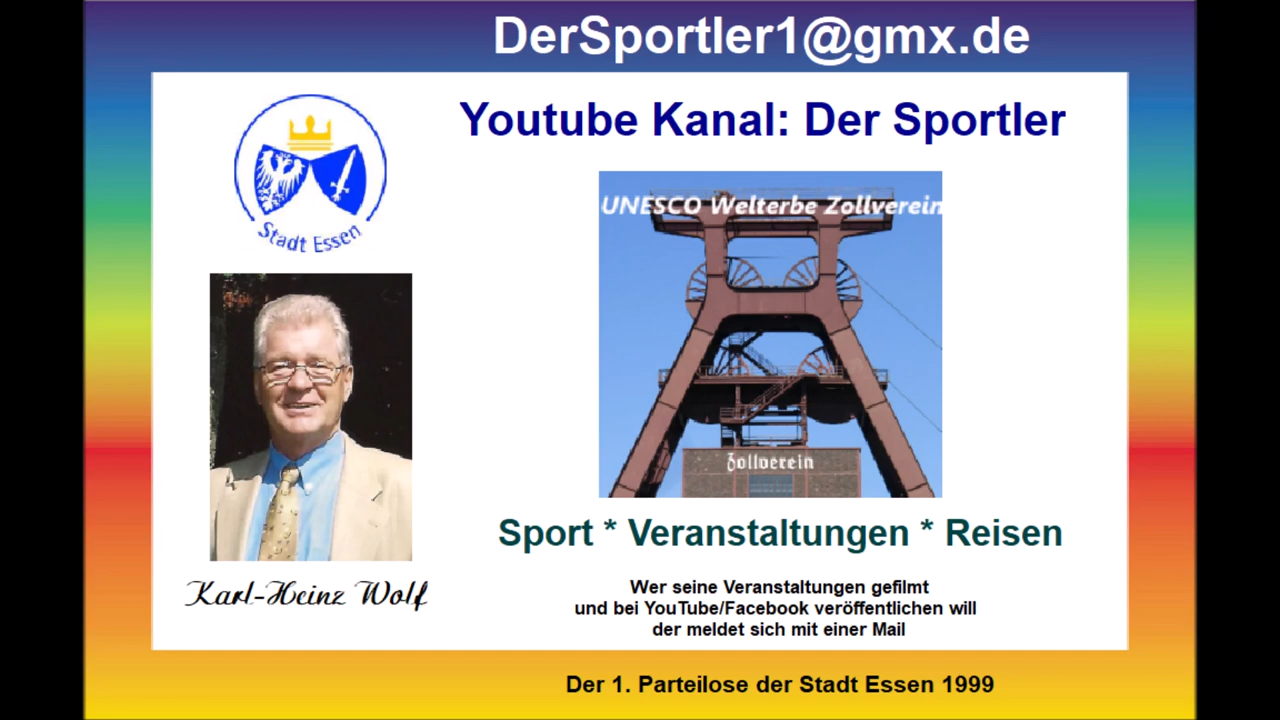 DerSportler1@gmx.de
Youtube Kanal: Der Sportler
Stadt Essen
UNESCO Welterbe Zollverein
Zollverein
Karl-Heinz Wolf
Sport * Veranstaltungen * Reisen
Wer seine Veranstaltungen gefilmt
und bei YouTube/Facebook veröffentlichen will
der meldet sich mit einer Mail
Der 1. Parteilose der Stadt Essen 1999